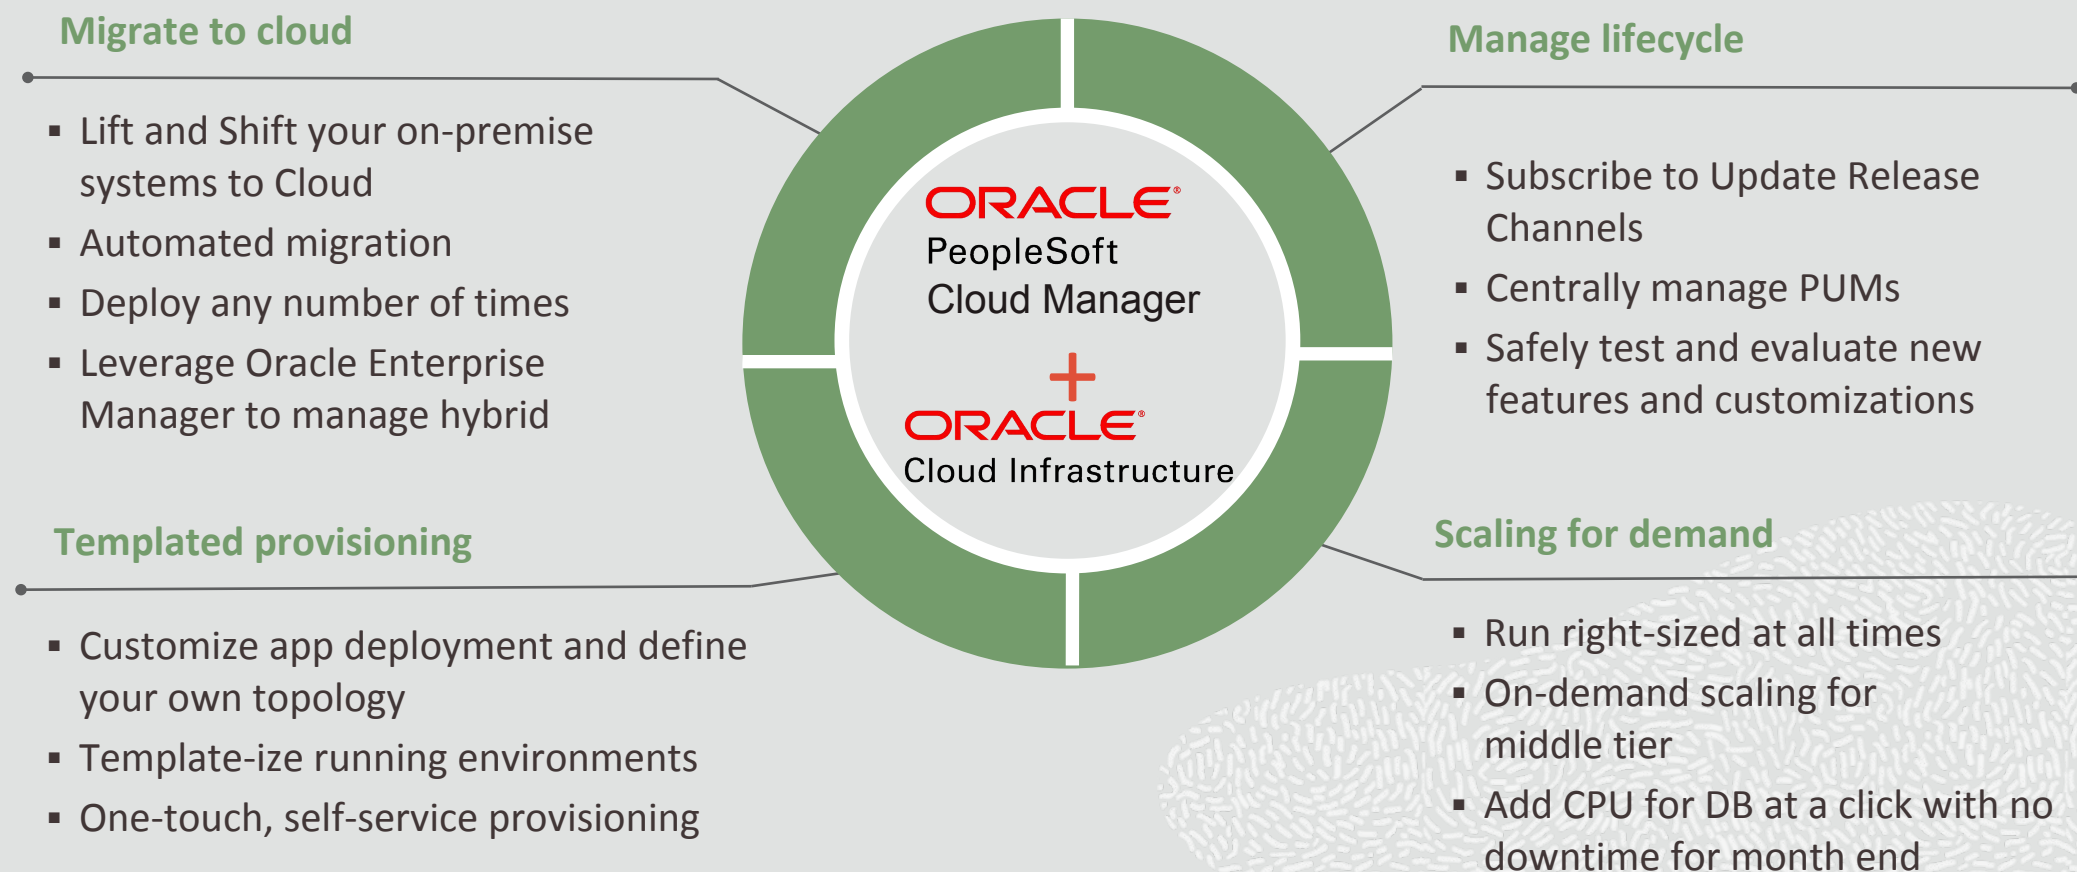 Migrate to cloud
▪ Lift and Shift your on-premise
systems to Cloud
▪ Automated migration
▪ Deploy any number of times
▪ Leverage Oracle Enterprise
Manager to manage hybrid
Templated provisioning
▪ Customize app deployment and define
your own topology
▪ Template-ize running environments
▪ One-touch, self-service provisioning
ORACLE®
PeopleSoft
Cloud Manager
+
ORACLE®
Cloud Infrastructure
Manage lifecycle
▪ Subscribe to Update Release
Channels
▪ Centrally manage PUMs
▪ Safely test and evaluate new
features and customizations
Scaling for demand
▪ Run right-sized at all times
▪ On-demand scaling for
middle tier
▪ Add CPU for DB at a click with no
downtime for month end